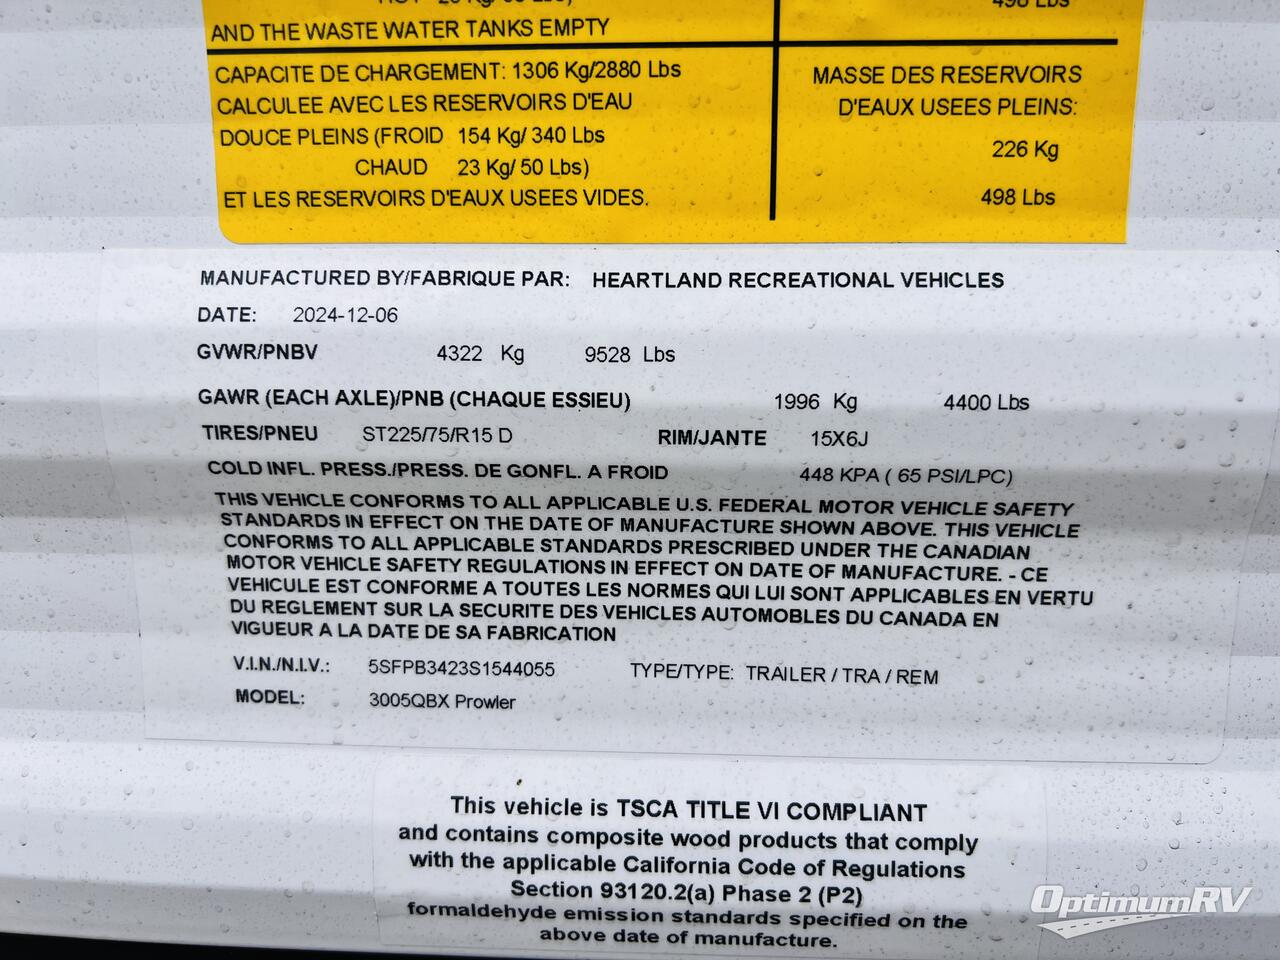 AND THE WASTE WATER TANKS EMPTY
498 Lbs
CAPACITE DE CHARGEMENT: 1306 Kg/2880 Lbs
CALCULEE AVEC LES RESERVOIRS D'EAU
DOUCE PLEINS (FROID 154 Kg/ 340 Lbs
CHAUD 23 Kg/ 50 Lbs)
ET LES RESERVOIRS D'EAUX USEES VIDES.
MASSE DES RESERVOIRS
D'EAUX USEES PLEINS:
226 Kg
498 Lbs
MANUFACTURED BY/FABRIQUE PAR: HEARTLAND RECREATIONAL VEHICLES
DATE: 2024-12-06
GVWR/PNBV 4322 Kg 9528 Lbs
GAWR (EACH AXLE)/PNB (CHAQUE ESSIEU) 1996 Kg 4400 Lbs
TIRES/PNEU ST225/75/R15 D RIM/JANTE 15X6J
COLD INFL. PRESS./PRESS. DE GONFL. A FROID 448 KPA ( 65 PSI/LPC)
THIS VEHICLE CONFORMS TO ALL APPLICABLE U.S. FEDERAL MOTOR VEHICLE SAFETY
STANDARDS IN EFFECT ON THE DATE OF MANUFACTURE SHOWN ABOVE. THIS VEHICLE
CONFORMS TO ALL APPLICABLE STANDARDS PRESCRIBED UNDER THE CANADIAN
MOTOR VEHICLE SAFETY REGULATIONS IN EFFECT ON DATE OF MANUFACTURE. - CE
VEHICULE EST CONFORME A TOUTES LES NORMES QUI LUI SONT APPLICABLES EN VERTU
DU REGLEMENT SUR LA SECURITE DES VEHICLES AUTOMOBILES DU CANADA EN
VIGUEUR A LA DATE DE SA FABRICATION
V.I.N./N.I.V.: 5SFPB3423S1544055 TYPE/TYPE: TRAILER / TRA / REM
MODEL: 3005QBX Prowler
This vehicle is TSCA TITLE VI COMPLIANT
and contains composite wood products that comply
with the applicable California Code of Regulations
Section 93120.2(a) Phase 2 (P2)
formaldehyde emission standards specified on the
above date of manufacture.
OptimumRV